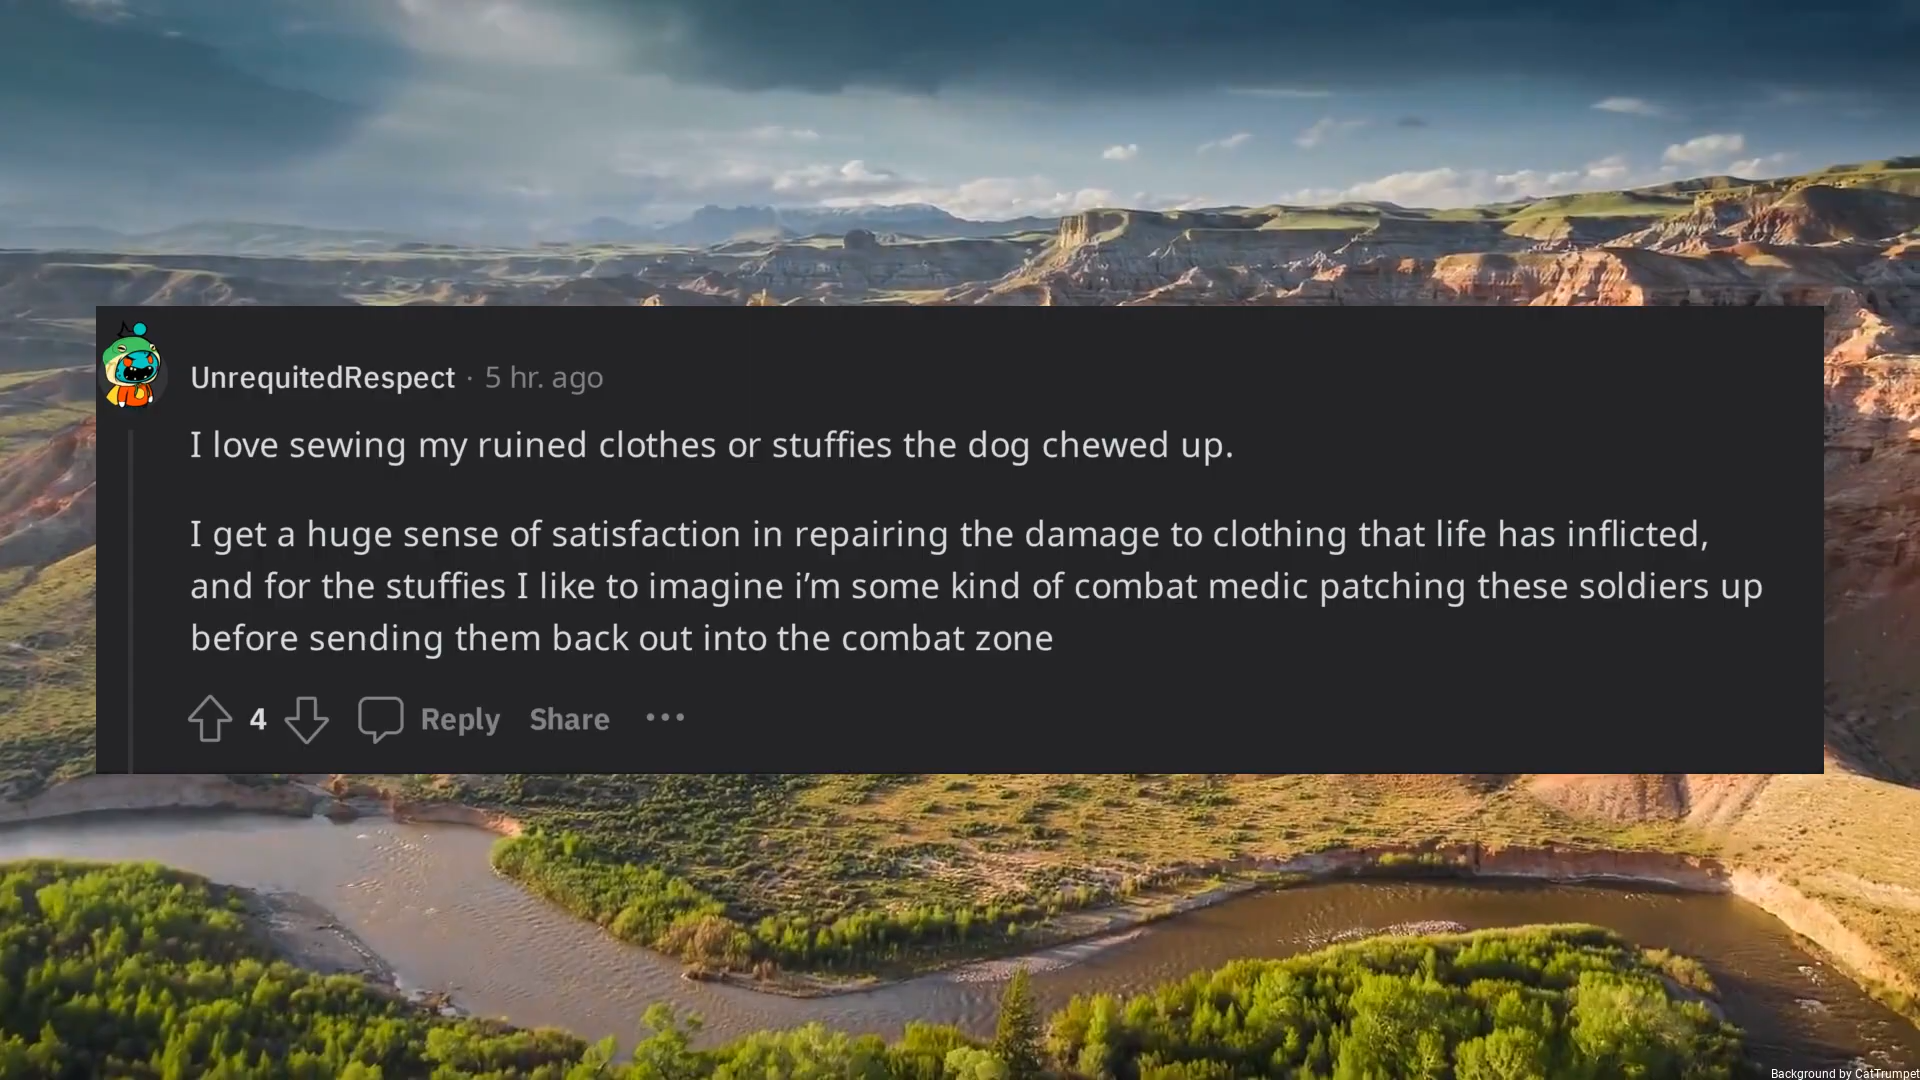 UnrequitedRespect · 5 hr. ago
I love sewing my ruined clothes or stuffies the dog chewed up.
I get a huge sense of satisfaction in repairing the damage to clothing that life has inflicted,
and for the stuffies I like to imagine i’m some kind of combat medic patching these soldiers up
before sending them back out into the combat zone
4 Reply Share ···
Background by CatTrumpet